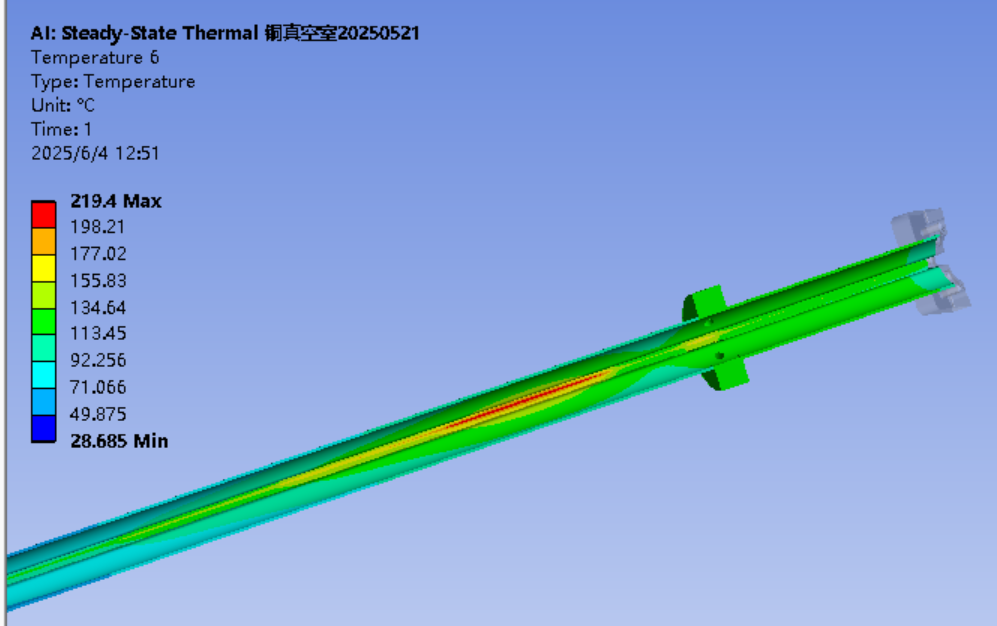 AI: Steady-State Thermal 铜真空室20250521
Temperature 6
Type: Temperature
Unit: °C
Time: 1
2025/6/4 12:51
219.4 Max
198.21
177.02
155.83
134.64
113.45
92.256
71.066
49.875
28.685 Min